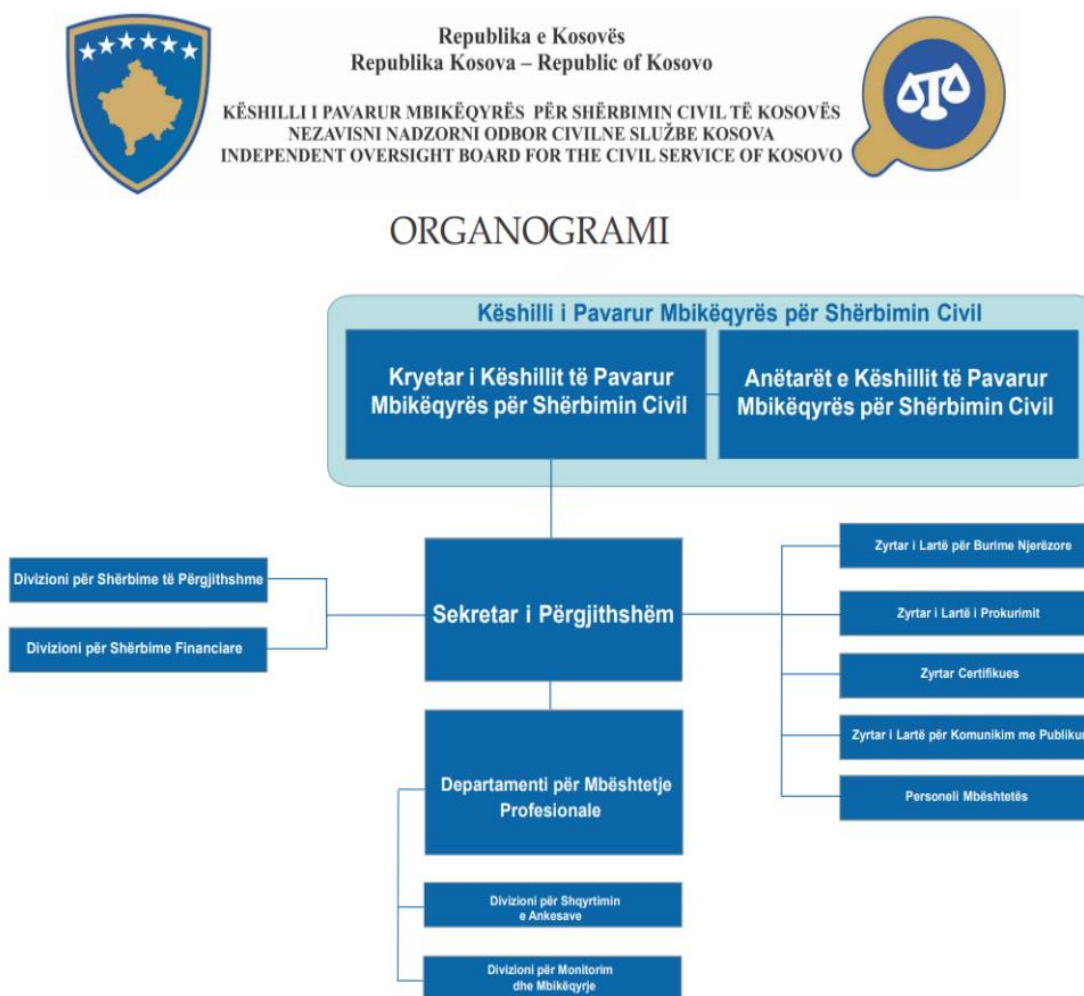 Republika e Kosovës
Republika Kosova – Republic of Kosovo
KËSHILLI I PAVARUR MBIKËQYRËS PËR SHËRBIMIN CIVIL TË KOSOVËS
NEZAVISNI NADZORNI ODBOR CIVILNE SLUŽBE KOSOVA
INDEPENDENT OVERSIGHT BOARD FOR THE CIVIL SERVICE OF KOSOVO
ORGANOGRAMI
Këshilli i Pavarur Mbikëqyrës për Shërbimin Civil
Kryetar i Këshillit të Pavarur
Mbikëqyrës për Shërbimin Civil
Anëtarët e Këshillit të Pavarur
Mbikëqyrës për Shërbimin Civil
Divizioni për Shërbime të Përgjithshme
Divizioni për Shërbime Financiare
Sekretar i Përgjithshëm
Zyrtar i Lartë për Burime Njerëzore
Zyrtar i Lartë i Prokurimit
Zyrtar Certifikues
Zyrtar i Lartë për Komunikim me Publikun
Personeli Mbështetës
Departamenti për Mbështetje
Profesionale
Divizioni për Shqyrtimin
e Ankesave
Divizioni për Monitorim
dhe Mbikëqyrje